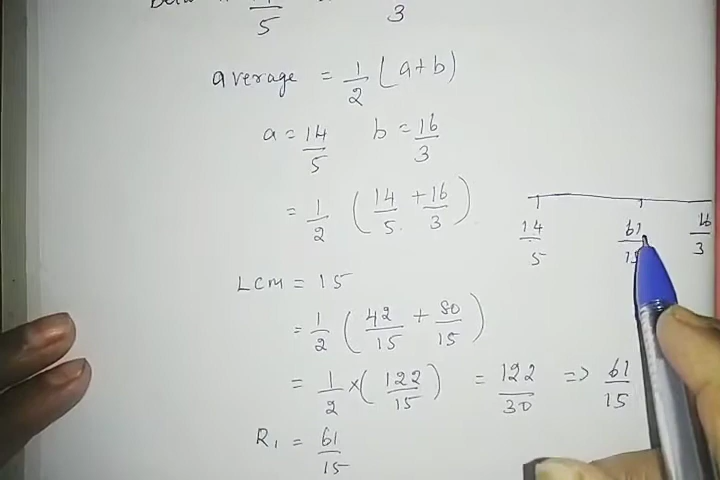 5 3
average = 1/2 (a+b)
a = 14/5 b = 16/3
= 1/2 (14/5 + 16/3)
14/5 61/15 16/3
LCM = 15
= 1/2 (42/15 + 80/15)
= 1/2 × (122/15) = 122/30 => 61/15
R1 = 61/15